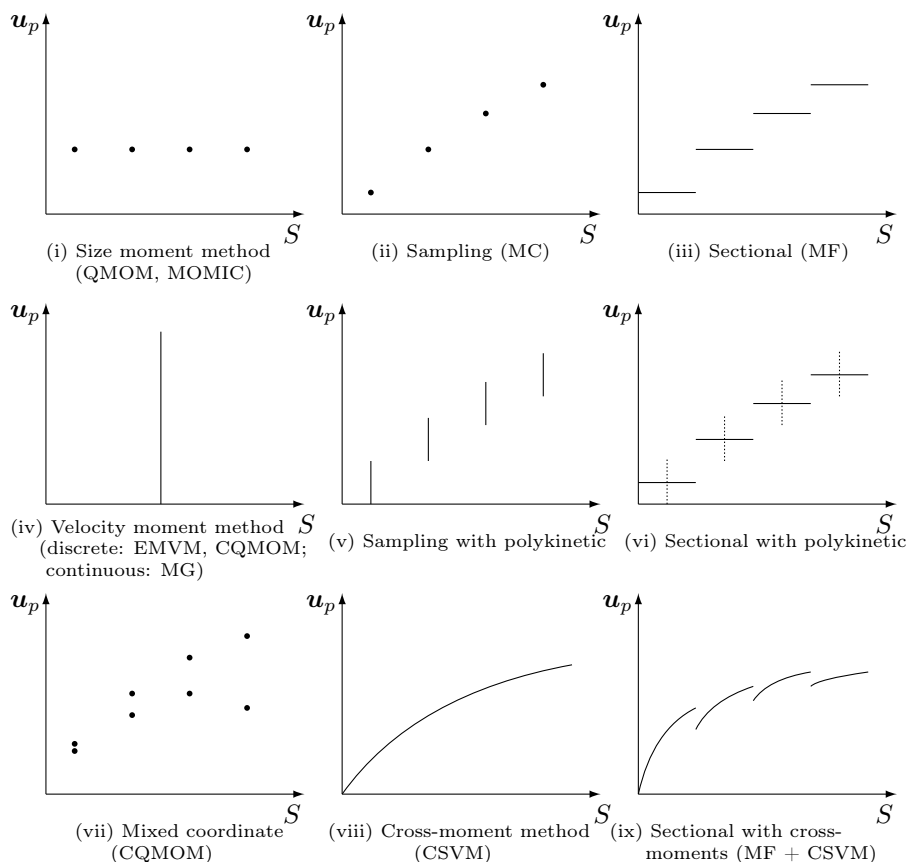 u_p
S
(i) Size moment method
(QMOM, MOMIC)
u_p
S
(ii) Sampling (MC)
u_p
S
(iii) Sectional (MF)
u_p
S
(iv) Velocity moment method
(discrete: EMVM, CQMOM;
continuous: MG)
u_p
S
(v) Sampling with polykinetic
u_p
S
(vi) Sectional with polykinetic
u_p
S
(vii) Mixed coordinate
(CQMOM)
u_p
S
(viii) Cross-moment method
(CSVM)
u_p
S
(ix) Sectional with cross-
moments (MF + CSVM)